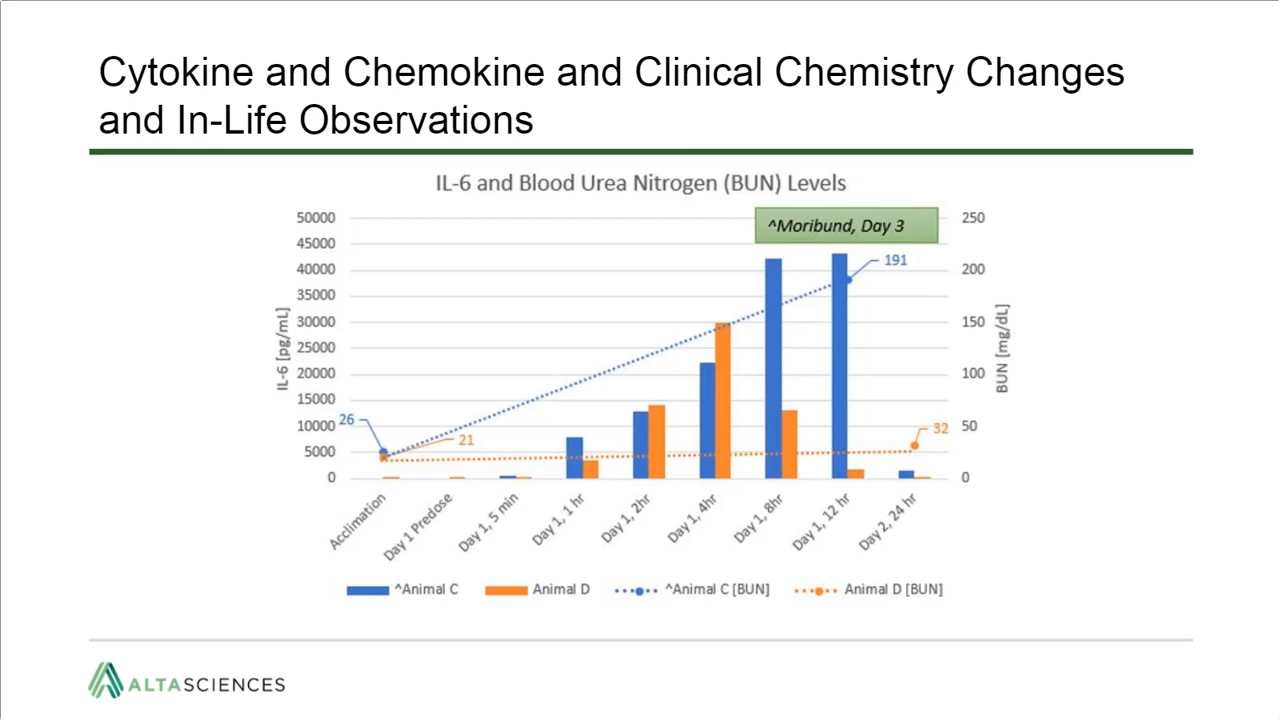 Cytokine and Chemokine and Clinical Chemistry Changes
and In-Life Observations
IL-6 and Blood Urea Nitrogen (BUN) Levels
^Moribund, Day 3
50000
45000
40000
35000
30000
25000
20000
15000
10000
5000
0
IL-6 [pg/mL]
250
200
150
100
50
0
BUN [mg/dL]
26
21
191
32
Acclimation
Day 1 Predose
Day 1, 5 min
Day 1, 1 hr
Day 1, 2hr
Day 1, 4hr
Day 1, 8hr
Day 1, 12 hr
Day 2, 24 hr
^Animal C
Animal D
^Animal C [BUN]
Animal D [BUN]
ALTASCIENCES